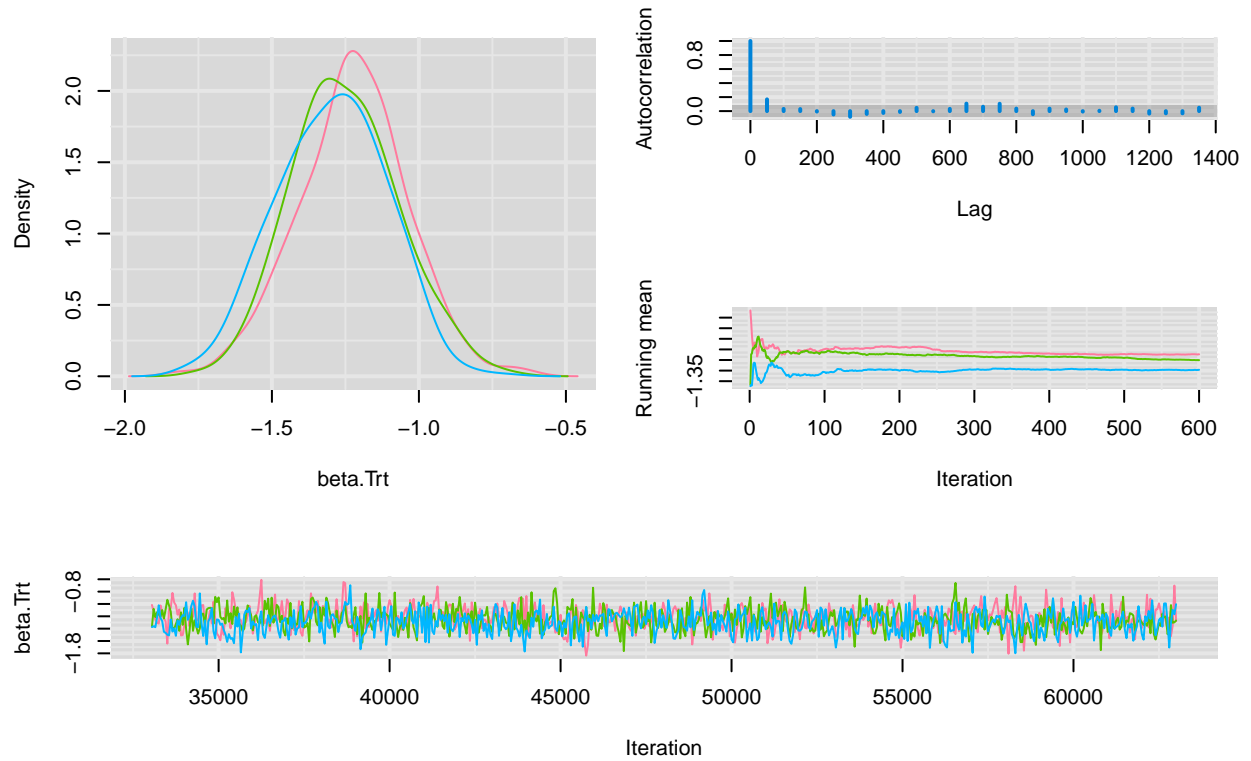 Density
2.0
1.5
1.0
0.5
0.0
−2.0 −1.5 −1.0 −0.5
beta.Trt
Autocorrelation
0.8
0.0
0 200 400 600 800 1000 1200 1400
Lag
Running mean
−1.35
0 100 200 300 400 500 600
Iteration
beta.Trt
−0.8
−1.8
35000 40000 45000 50000 55000 60000
Iteration